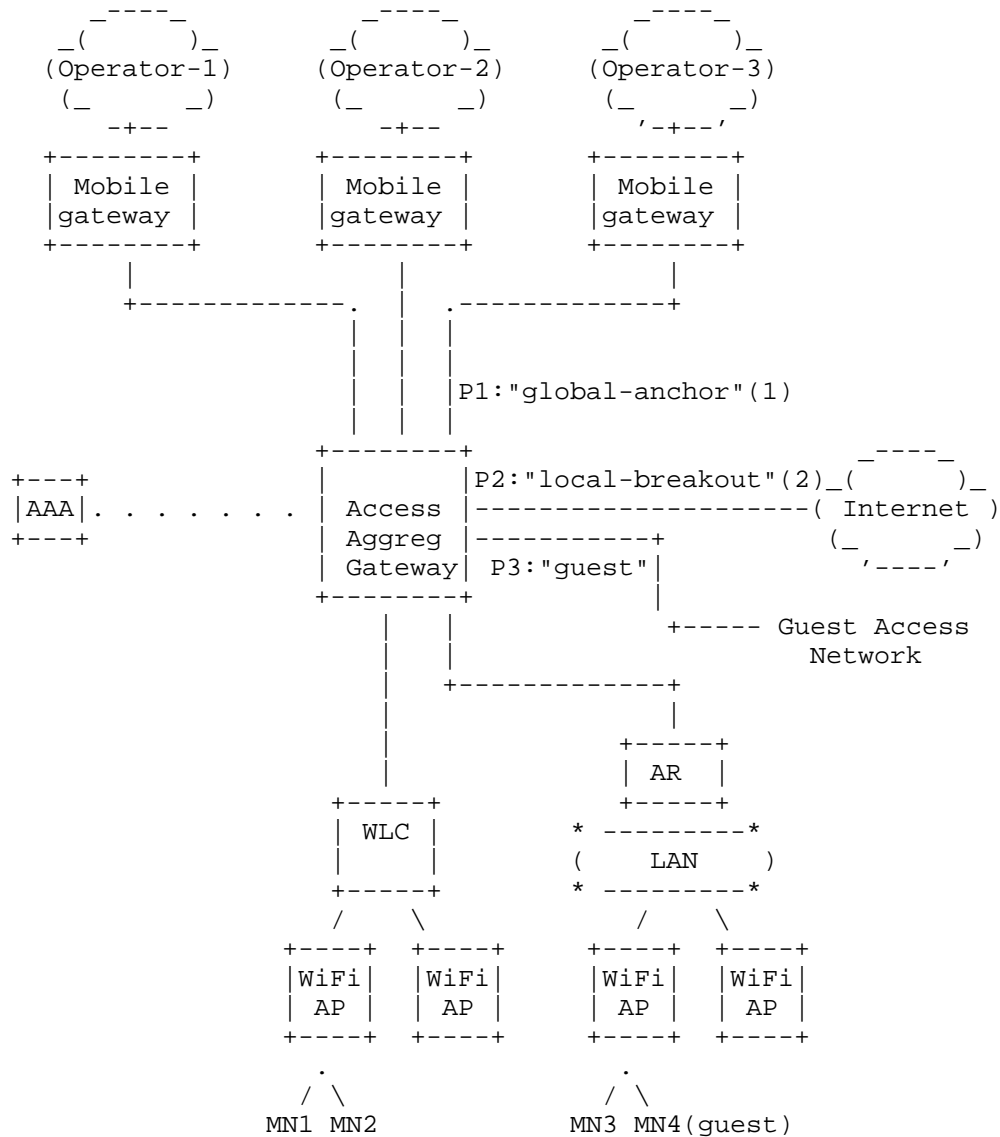 (Operator-1) (Operator-2) (Operator-3)
Mobile Mobile Mobile
gateway gateway gateway
P1:"global-anchor"(1)
P2:"local-breakout"(2)
AAA Access ( Internet )
Aggreg
Gateway P3:"guest"
Guest Access
Network
AR
WLC
LAN
WiFi WiFi WiFi WiFi
AP AP AP AP
MN1 MN2 MN3 MN4(guest)